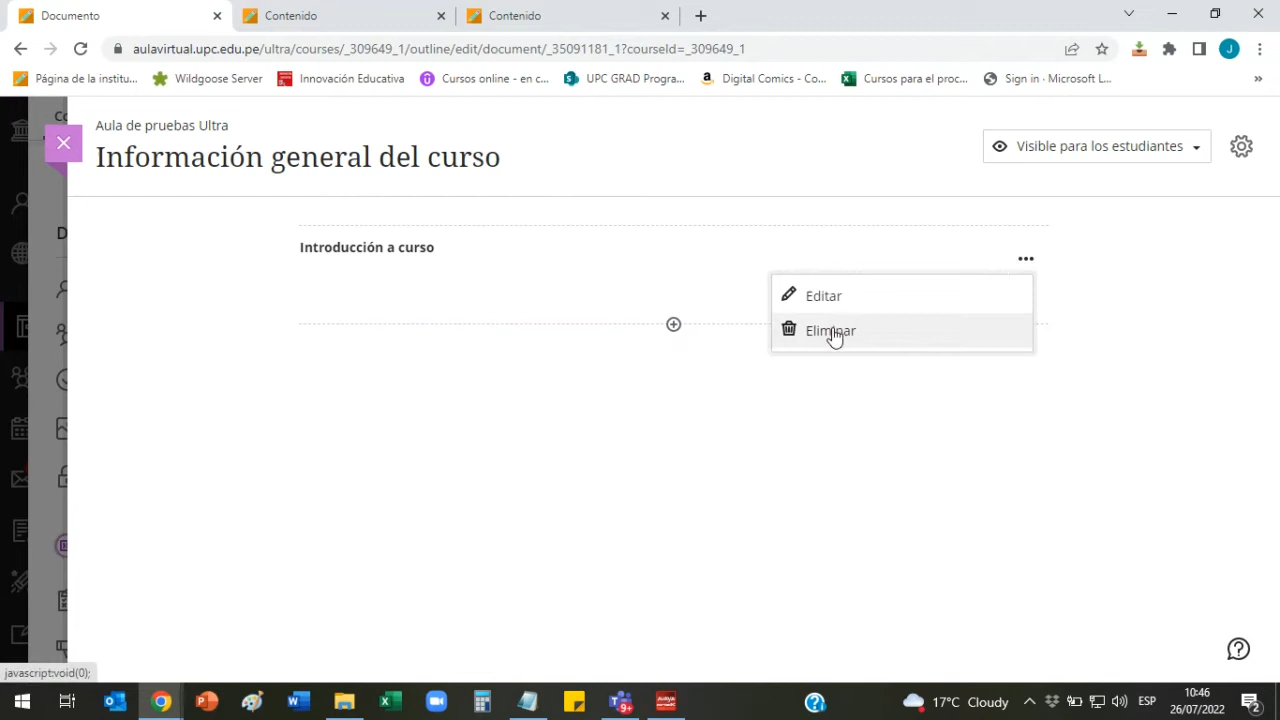 Documento
Contenido
Contenido
aulavirtual.upc.edu.pe/ultra/courses/_309649_1/outline/edit/document/_35091181_1?courseId=_309649_1
J
Página de la institu...
Wildgoose Server
Innovación Educativa
Cursos online - en c...
UPC GRAD Progra...
Digital Comics - Co...
Cursos para el proc...
Sign in · Microsoft L...
»
Co
Aula de pruebas Ultra
Información general del curso
Visible para los estudiantes
D
Introducción a curso
Editar
Eliminar
javascript:void(0);
9+
17°C Cloudy
ESP
10:46
26/07/2022
2